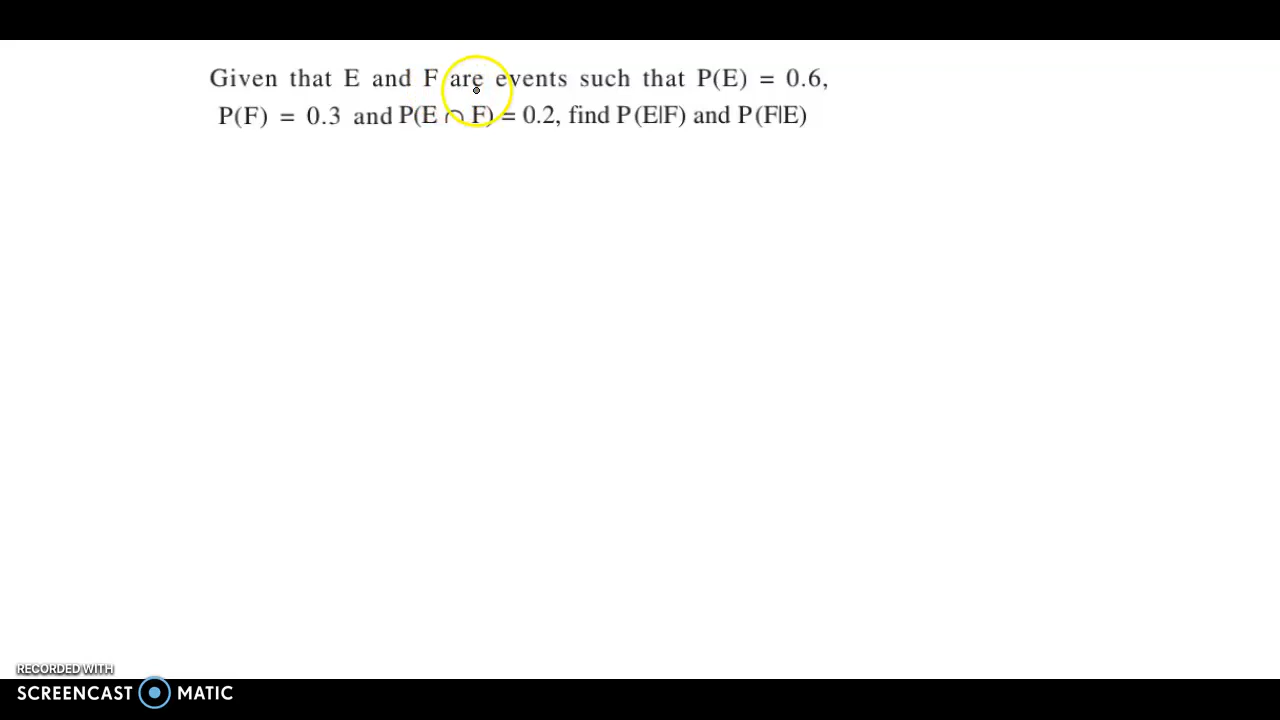 Given that E and F are events such that P(E) = 0.6,
P(F) = 0.3 and P(E ∩ F) = 0.2, find P(E|F) and P(F|E)
RECORDED WITH
SCREENCAST MATIC